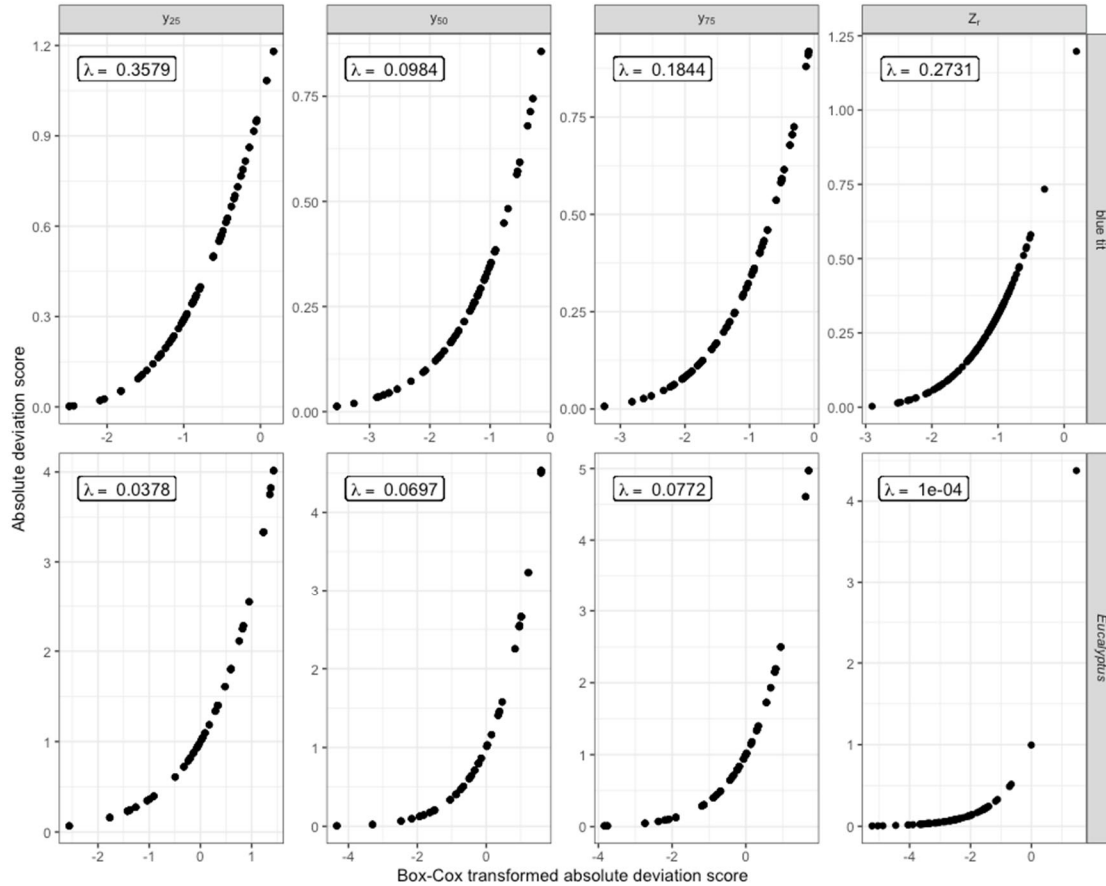 y25 y50 y75 Zr
λ = 0.3579 λ = 0.0984 λ = 0.1844 λ = 0.2731
1.2 0.9 0.6 0.3 0.0
0.75 0.50 0.25 0.00
0.75 0.50 0.25 0.00
1.25 1.00 0.75 0.50 0.25 0.00
blue tit
-2 -1 0
-3 -2 -1 0
-3 -2 -1 0
-3 -2 -1 0
Absolute deviation score
λ = 0.0378 λ = 0.0697 λ = 0.0772 λ = 1e-04
4 3 2 1 0
4 3 2 1 0
5 4 3 2 1 0
4 3 2 1 0
Eucalyptus
-2 -1 0 1
-4 -2 0
-4 -2 0
-4 -2 0
Box-Cox transformed absolute deviation score